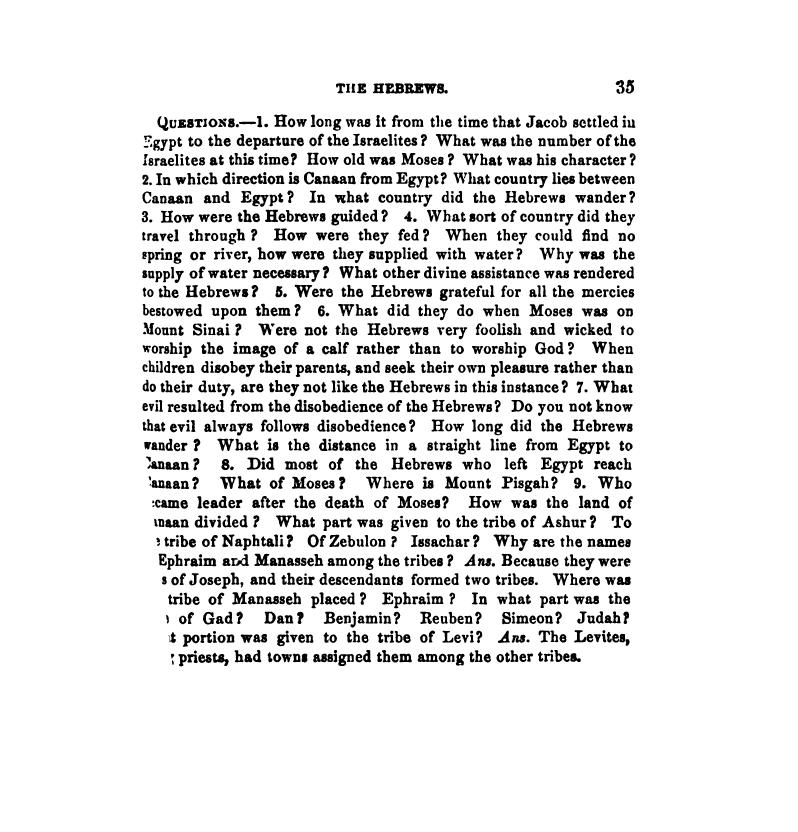 THE HEBREWS. 35
QUESTIONS.—1. How long was it from the time that Jacob settled in
Egypt to the departure of the Israelites? What was the number of the
Israelites at this time? How old was Moses? What was his character?
2. In which direction is Canaan from Egypt? What country lies between
Canaan and Egypt? In what country did the Hebrews wander?
3. How were the Hebrews guided? 4. What sort of country did they
travel through? How were they fed? When they could find no
spring or river, how were they supplied with water? Why was the
supply of water necessary? What other divine assistance was rendered
to the Hebrews? 5. Were the Hebrews grateful for all the mercies
bestowed upon them? 6. What did they do when Moses was on
Mount Sinai? Were not the Hebrews very foolish and wicked to
worship the image of a calf rather than to worship God? When
children disobey their parents, and seek their own pleasure rather than
do their duty, are they not like the Hebrews in this instance? 7. What
evil resulted from the disobedience of the Hebrews? Do you not know
that evil always follows disobedience? How long did the Hebrews
wander? What is the distance in a straight line from Egypt to
Canaan? 8. Did most of the Hebrews who left Egypt reach
anaan? What of Moses? Where is Mount Pisgah? 9. Who
came leader after the death of Moses? How was the land of
naan divided? What part was given to the tribe of Ashur? To
tribe of Naphtali? Of Zebulon? Issachar? Why are the names
Ephraim and Manasseh among the tribes? Ans. Because they were
s of Joseph, and their descendants formed two tribes. Where was
tribe of Manasseh placed? Ephraim? In what part was the
of Gad? Dan? Benjamin? Reuben? Simeon? Judah?
t portion was given to the tribe of Levi? Ans. The Levites,
priests, had towns assigned them among the other tribes.